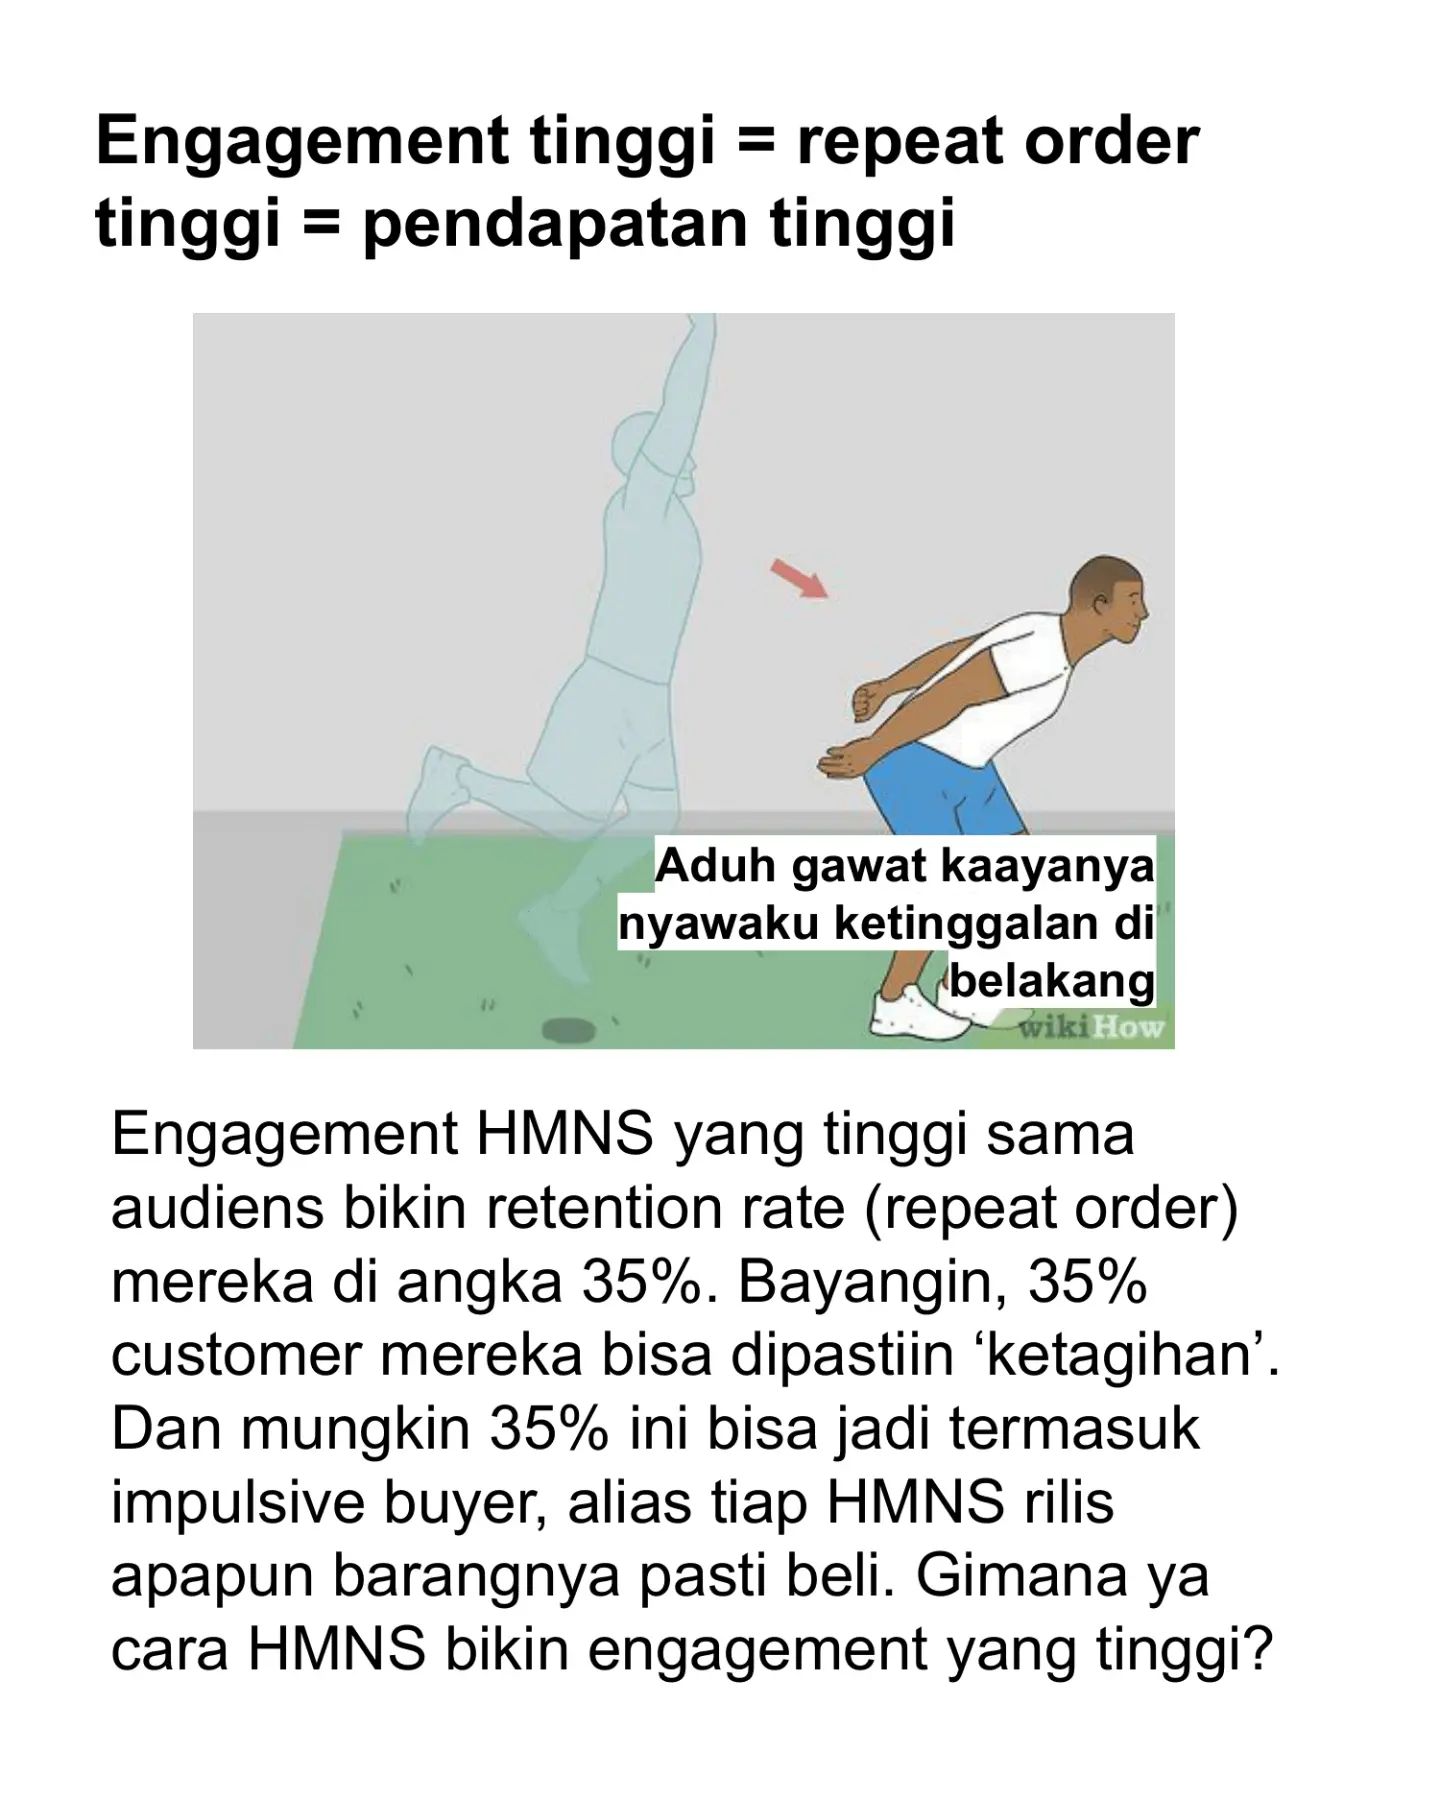 Engagement tinggi = repeat order
tinggi = pendapatan tinggi
Aduh gawat kaayanya
nyawaku ketinggalan di
belakang
wikiHow
Engagement HMNS yang tinggi sama
audiens bikin retention rate (repeat order)
mereka di angka 35%. Bayangin, 35%
customer mereka bisa dipastiin ‘ketagihan’.
Dan mungkin 35% ini bisa jadi termasuk
impulsive buyer, alias tiap HMNS rilis
apapun barangnya pasti beli. Gimana ya
cara HMNS bikin engagement yang tinggi?